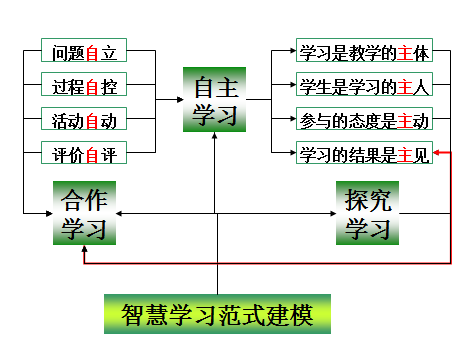 问题自立
过程自控
活动自动
评价自评
自主
学习
学习是教学的主体
学生是学习的主人
参与的态度是主动
学习的结果是主见
合作
学习
探究
学习
智慧学习范式建模